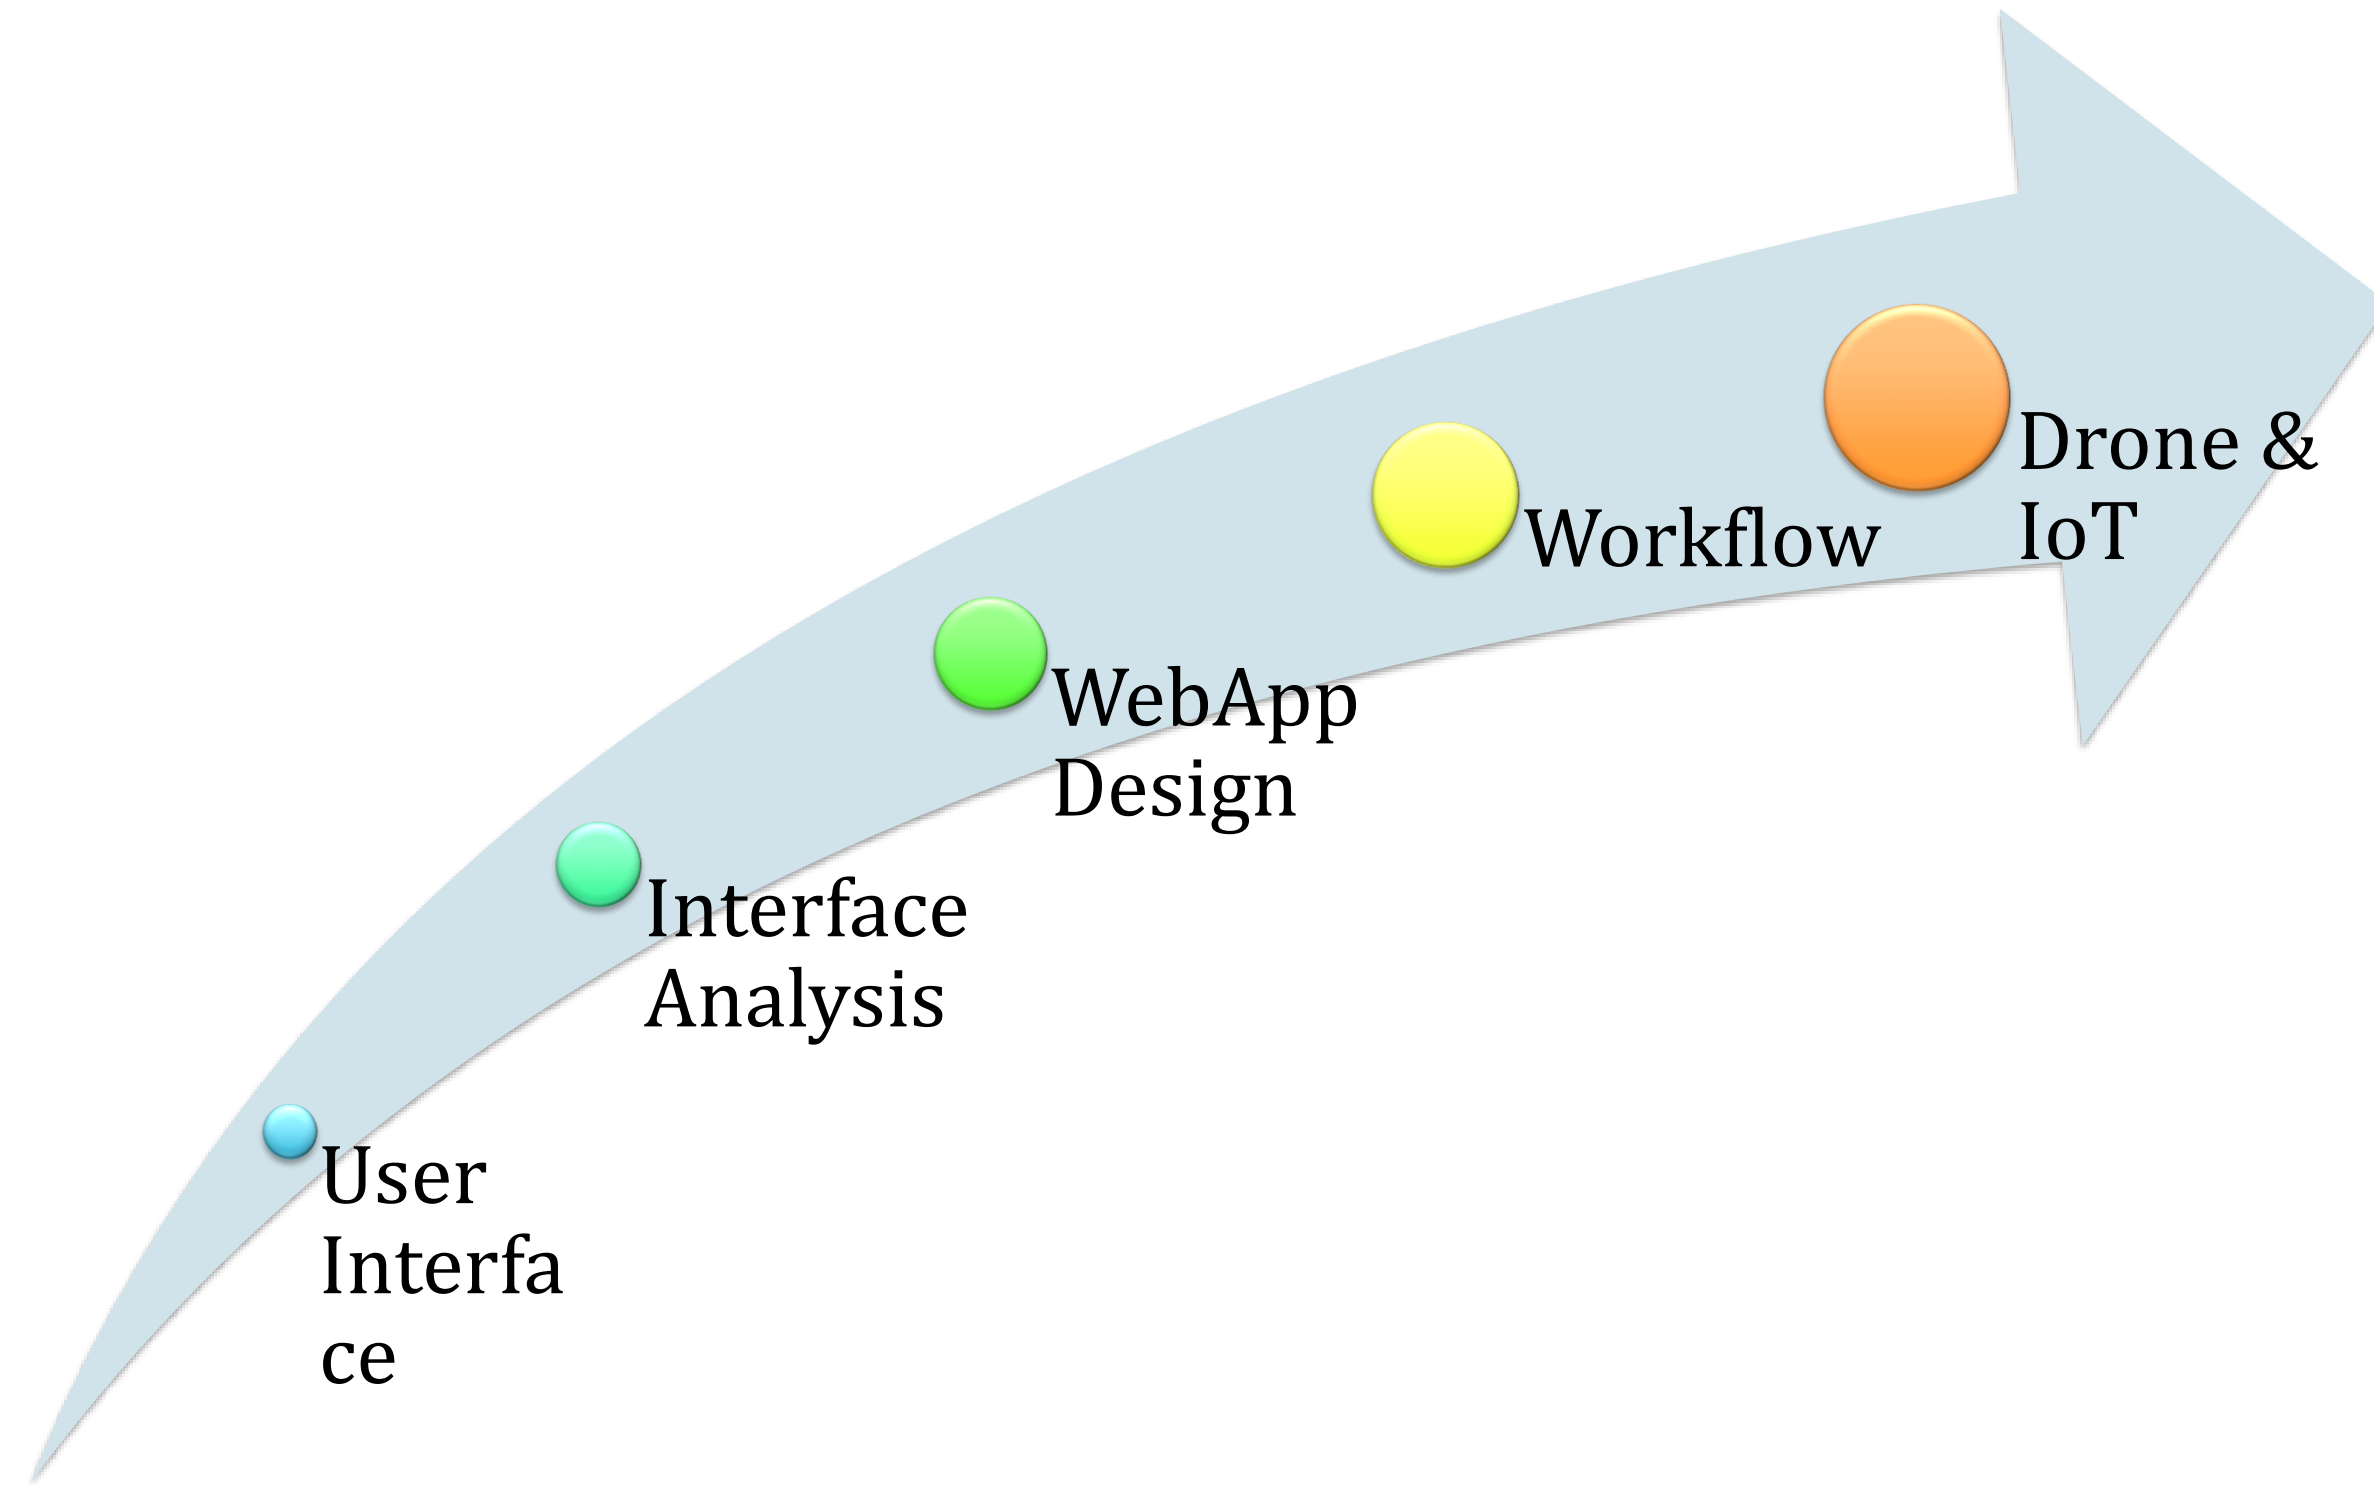 User
Interfa
ce
Interface
Analysis
WebApp
Design
Workflow
Drone &
IoT